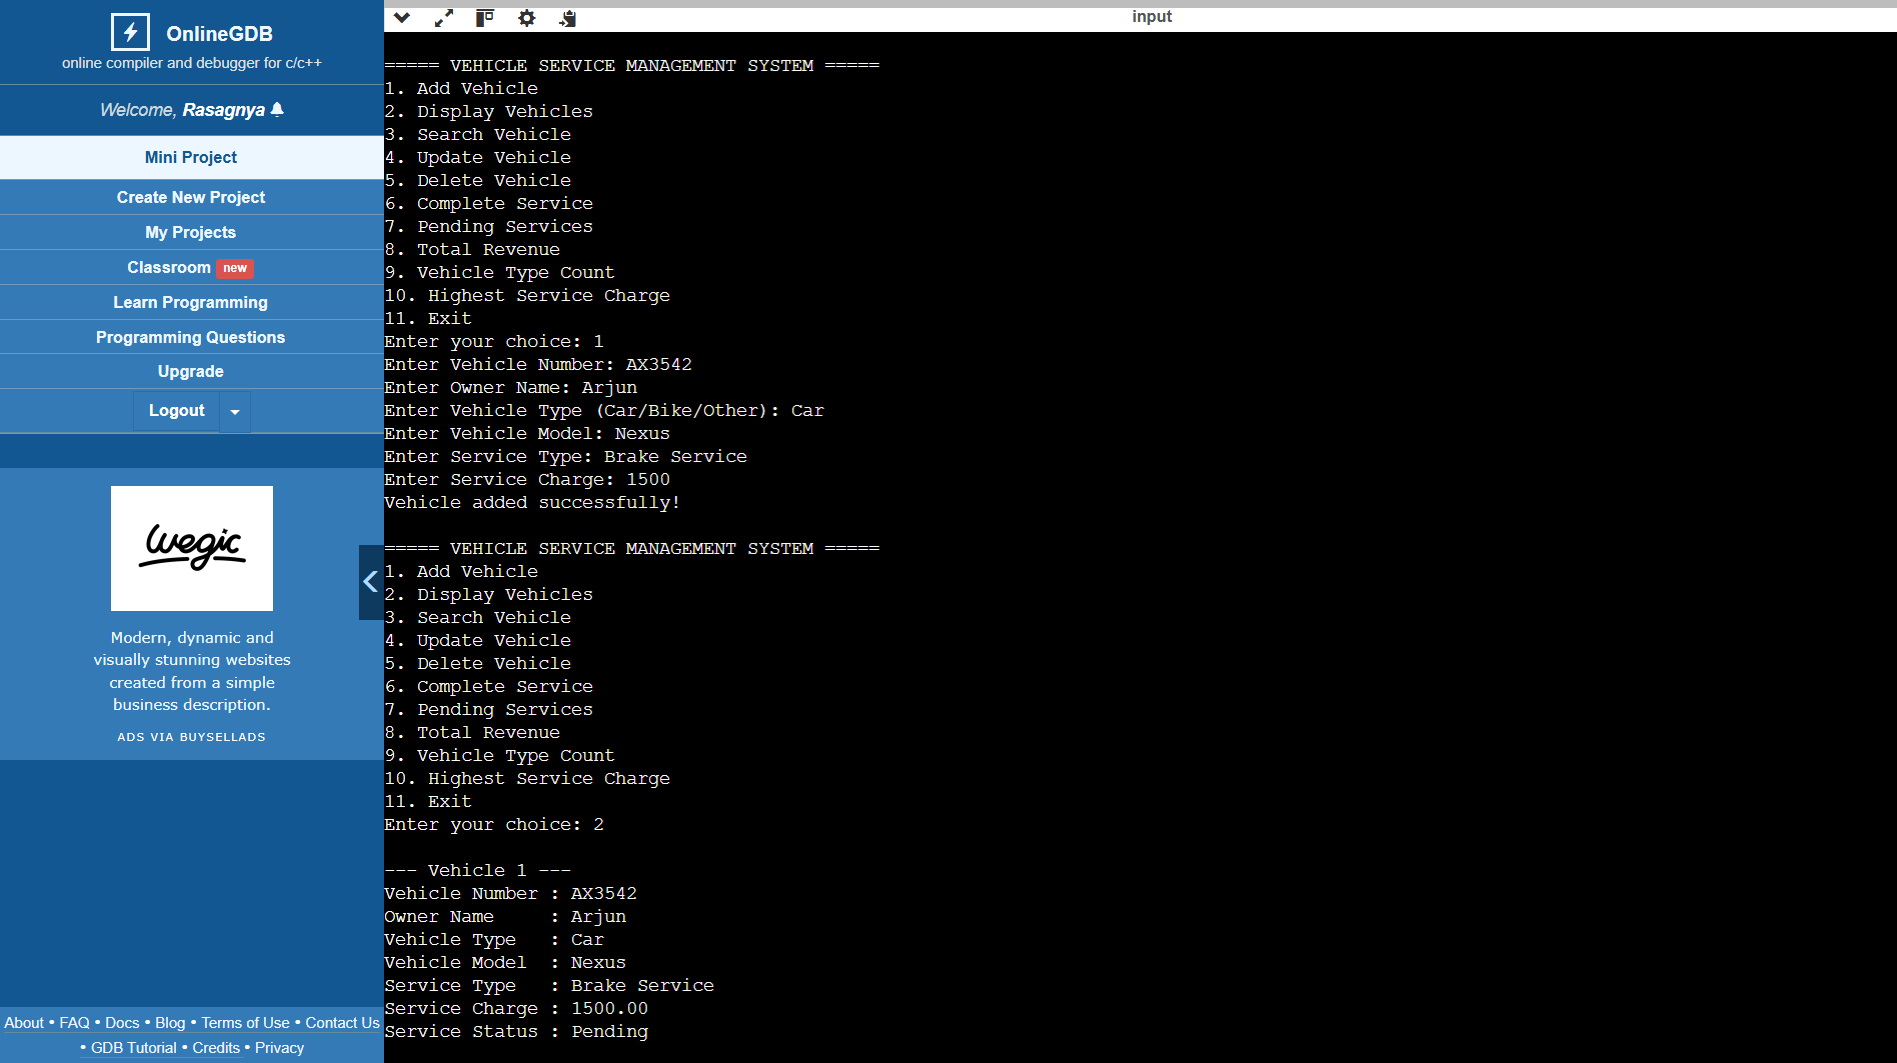 OnlineGDB
online compiler and debugger for c/c++
Welcome, Rasagnya
Mini Project
Create New Project
My Projects
Classroom new
Learn Programming
Programming Questions
Upgrade
Logout
wegic
Modern, dynamic and
visually stunning websites
created from a simple
business description.
ADS VIA BUYSELLADS
About • FAQ • Docs • Blog • Terms of Use • Contact Us
• GDB Tutorial • Credits • Privacy
input
===== VEHICLE SERVICE MANAGEMENT SYSTEM =====
1. Add Vehicle
2. Display Vehicles
3. Search Vehicle
4. Update Vehicle
5. Delete Vehicle
6. Complete Service
7. Pending Services
8. Total Revenue
9. Vehicle Type Count
10. Highest Service Charge
11. Exit
Enter your choice: 1
Enter Vehicle Number: AX3542
Enter Owner Name: Arjun
Enter Vehicle Type (Car/Bike/Other): Car
Enter Vehicle Model: Nexus
Enter Service Type: Brake Service
Enter Service Charge: 1500
Vehicle added successfully!
===== VEHICLE SERVICE MANAGEMENT SYSTEM =====
1. Add Vehicle
2. Display Vehicles
3. Search Vehicle
4. Update Vehicle
5. Delete Vehicle
6. Complete Service
7. Pending Services
8. Total Revenue
9. Vehicle Type Count
10. Highest Service Charge
11. Exit
Enter your choice: 2
--- Vehicle 1 ---
Vehicle Number : AX3542
Owner Name     : Arjun
Vehicle Type   : Car
Vehicle Model  : Nexus
Service Type   : Brake Service
Service Charge : 1500.00
Service Status : Pending